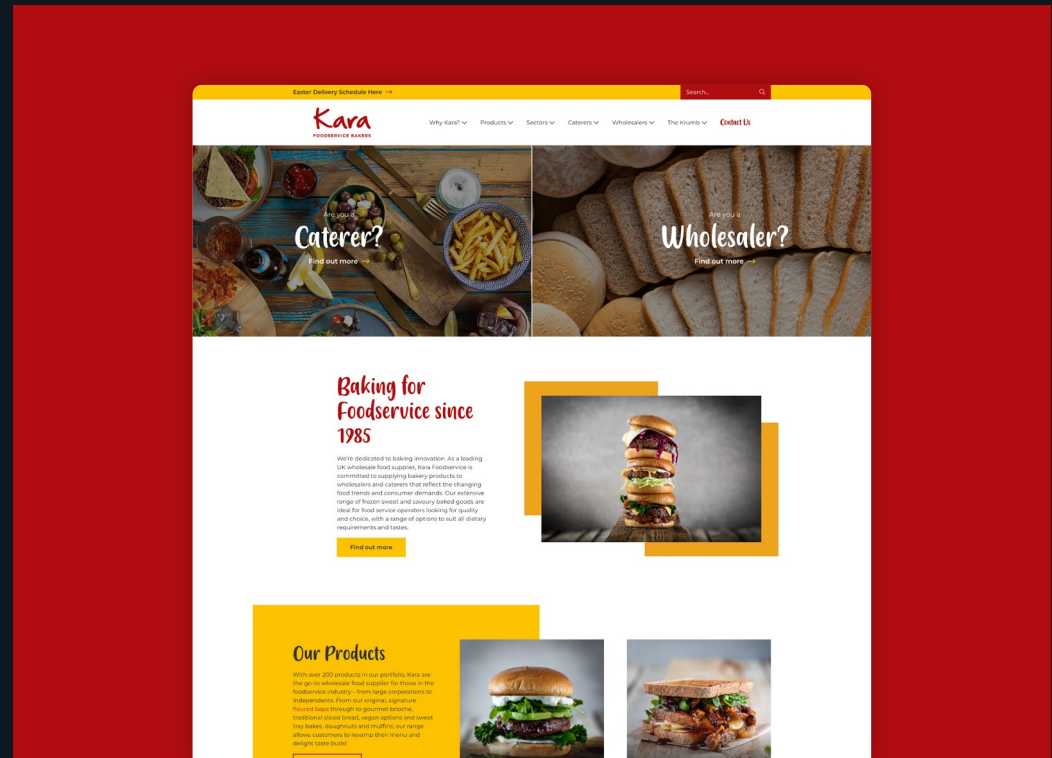 Easter Delivery Schedule Here →
Search...
Kara
FOODSERVICE BAKERS
Why Kara?
Products
Sectors
Caterers
Wholesalers
The Krumb
Contact Us
Are you a
Caterer?
Find out more →
Are you a
Wholesaler?
Find out more →
Baking for
Foodservice since
1985
We're dedicated to baking innovation. As a leading
UK wholesale food supplier, Kara Foodservice is
committed to supplying bakery products to
wholesalers and caterers that reflect the changing
food trends and consumer demands. Our extensive
range of frozen sweet and savoury baked goods are
ideal for food service operators looking for quality
and choice, with a range of options to suit all dietary
requirements and tastes.
Find out more
Our Products
With over 200 products in our portfolio, Kara are
the go-to wholesale food supplier for those in the
foodservice industry – from large corporations to
independents. From our original, signature
floured baps through to gourmet brioche,
traditional sliced bread, vegan options and sweet
tray bakes, doughnuts and muffins; our range
allows customers to revamp their menu and
delight taste buds!